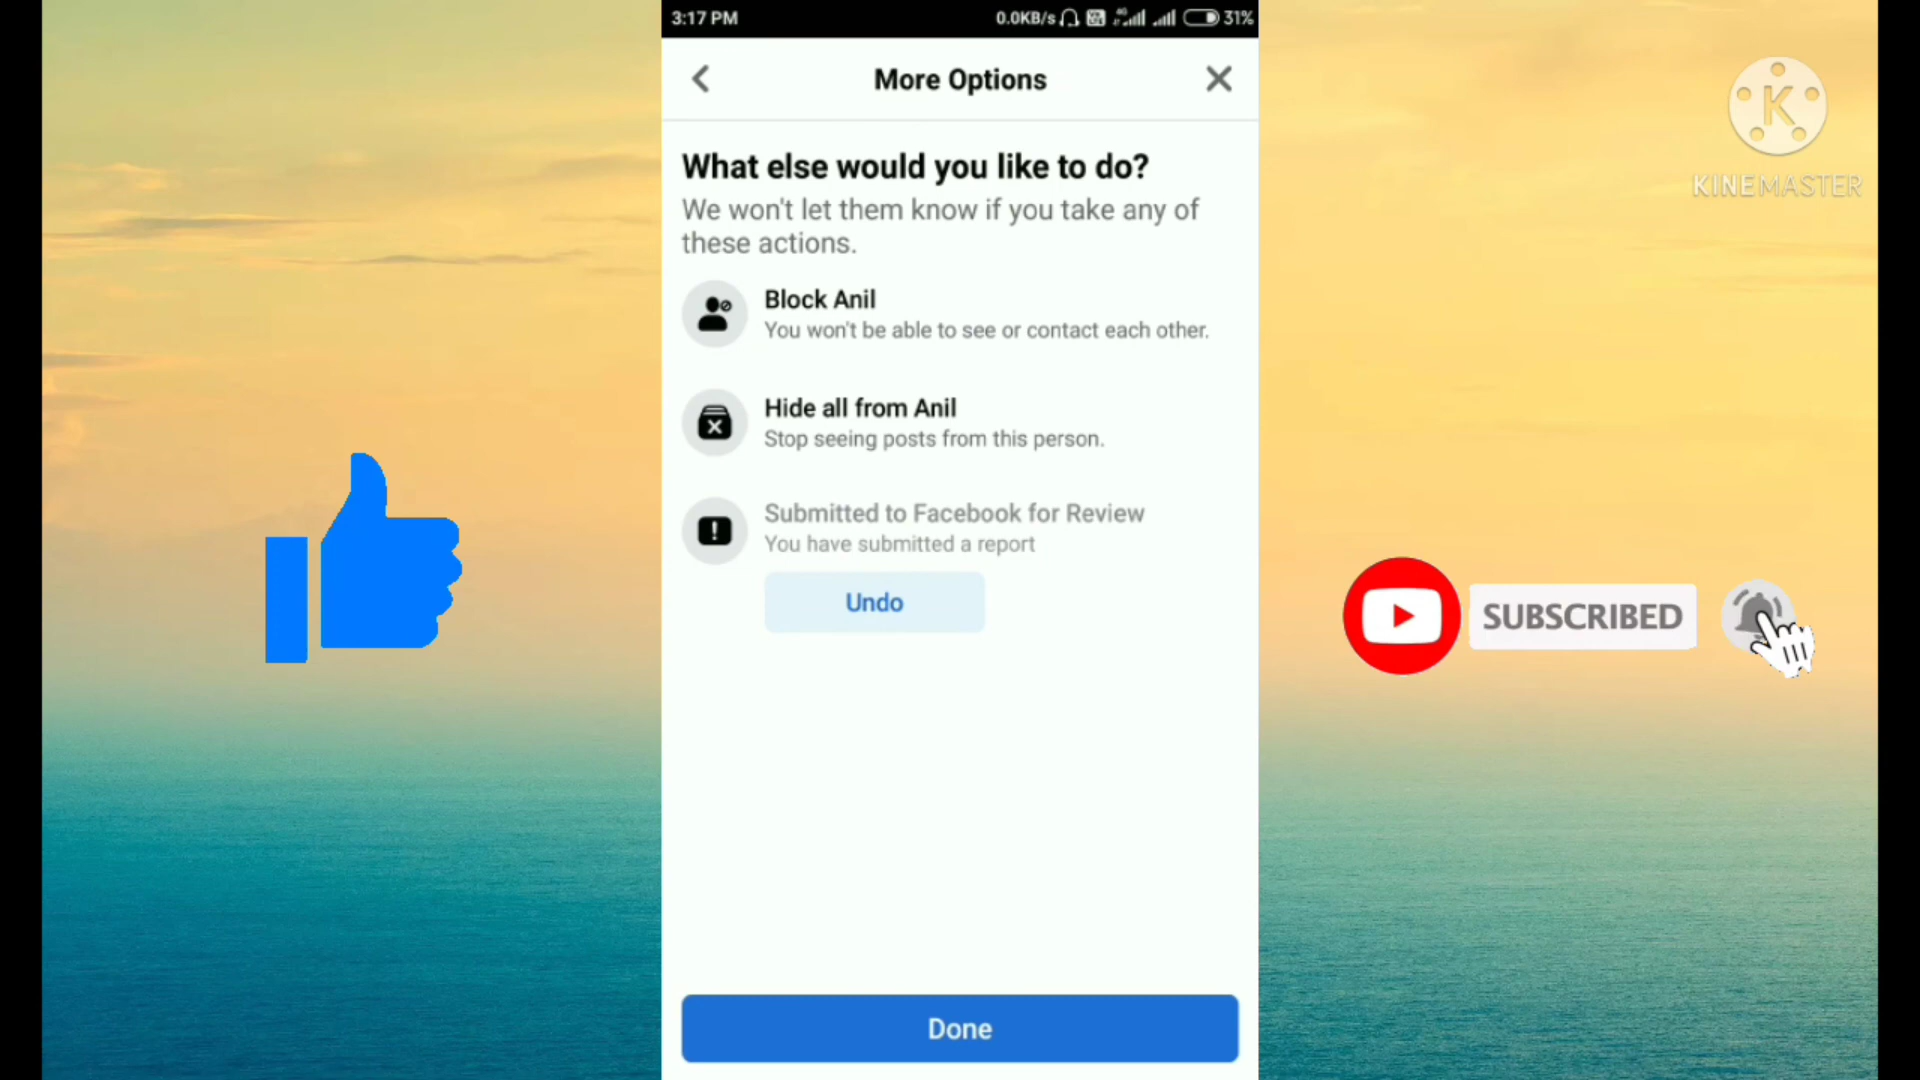 3:17 PM
0.0KB/s
4G
31%
More Options
What else would you like to do?
We won't let them know if you take any of
these actions.
Block Anil
You won't be able to see or contact each other.
Hide all from Anil
Stop seeing posts from this person.
Submitted to Facebook for Review
You have submitted a report
Undo
Done
K
KINEMASTER
SUBSCRIBED